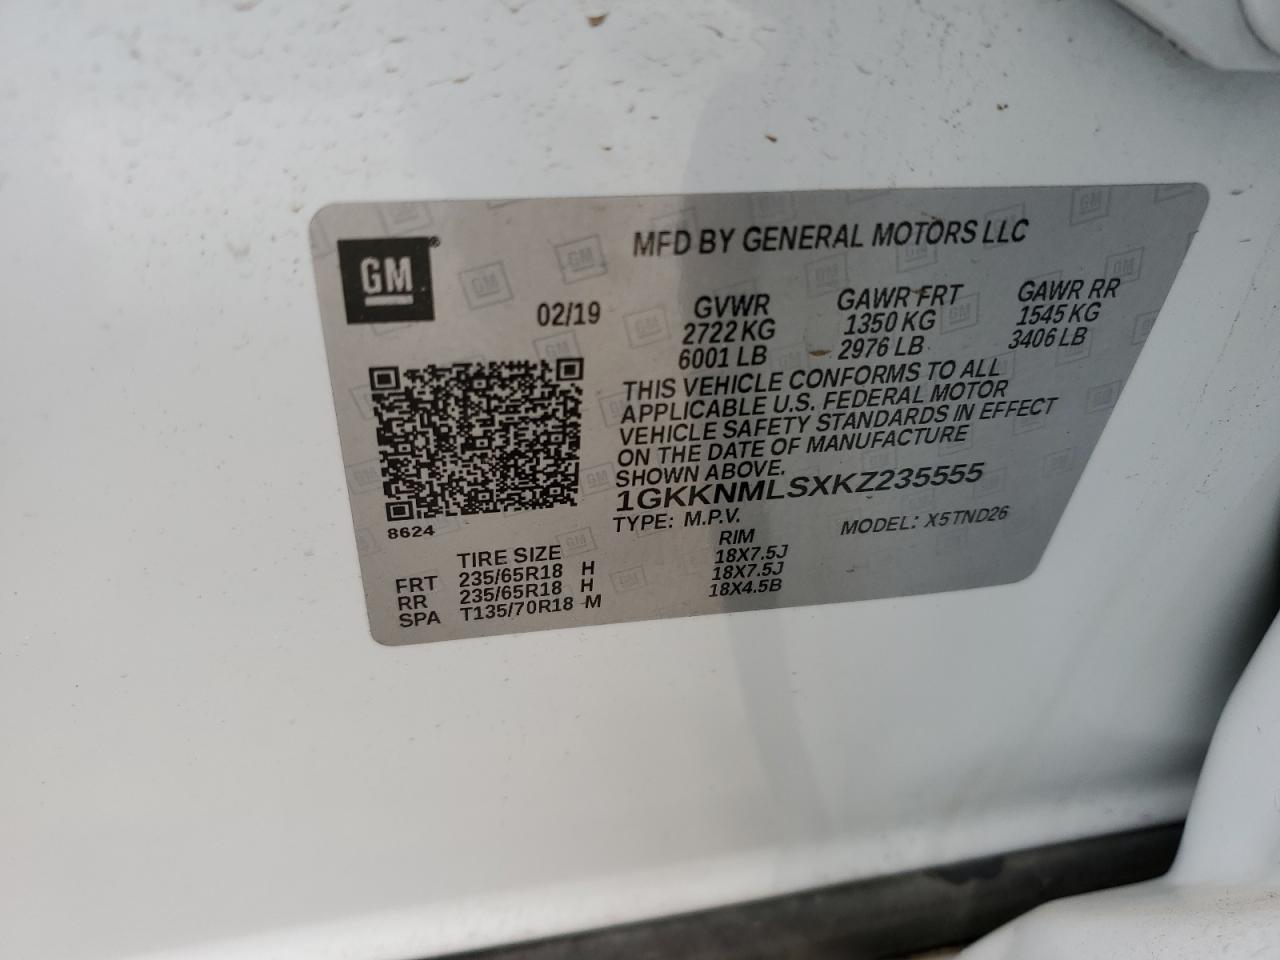 GM
MFD BY GENERAL MOTORS LLC
02/19
GVWR GAWR FRT GAWR RR
2722 KG 1350 KG 1545 KG
6001 LB 2976 LB 3406 LB
THIS VEHICLE CONFORMS TO ALL
APPLICABLE U.S. FEDERAL MOTOR
VEHICLE SAFETY STANDARDS IN EFFECT
ON THE DATE OF MANUFACTURE
SHOWN ABOVE.
1GKKNMLSXKZ235555
TYPE: M.P.V. MODEL: X5TND26
8624
TIRE SIZE RIM
FRT 235/65R18 H 18X7.5J
RR 235/65R18 H 18X7.5J
SPA T135/70R18 M 18X4.5B